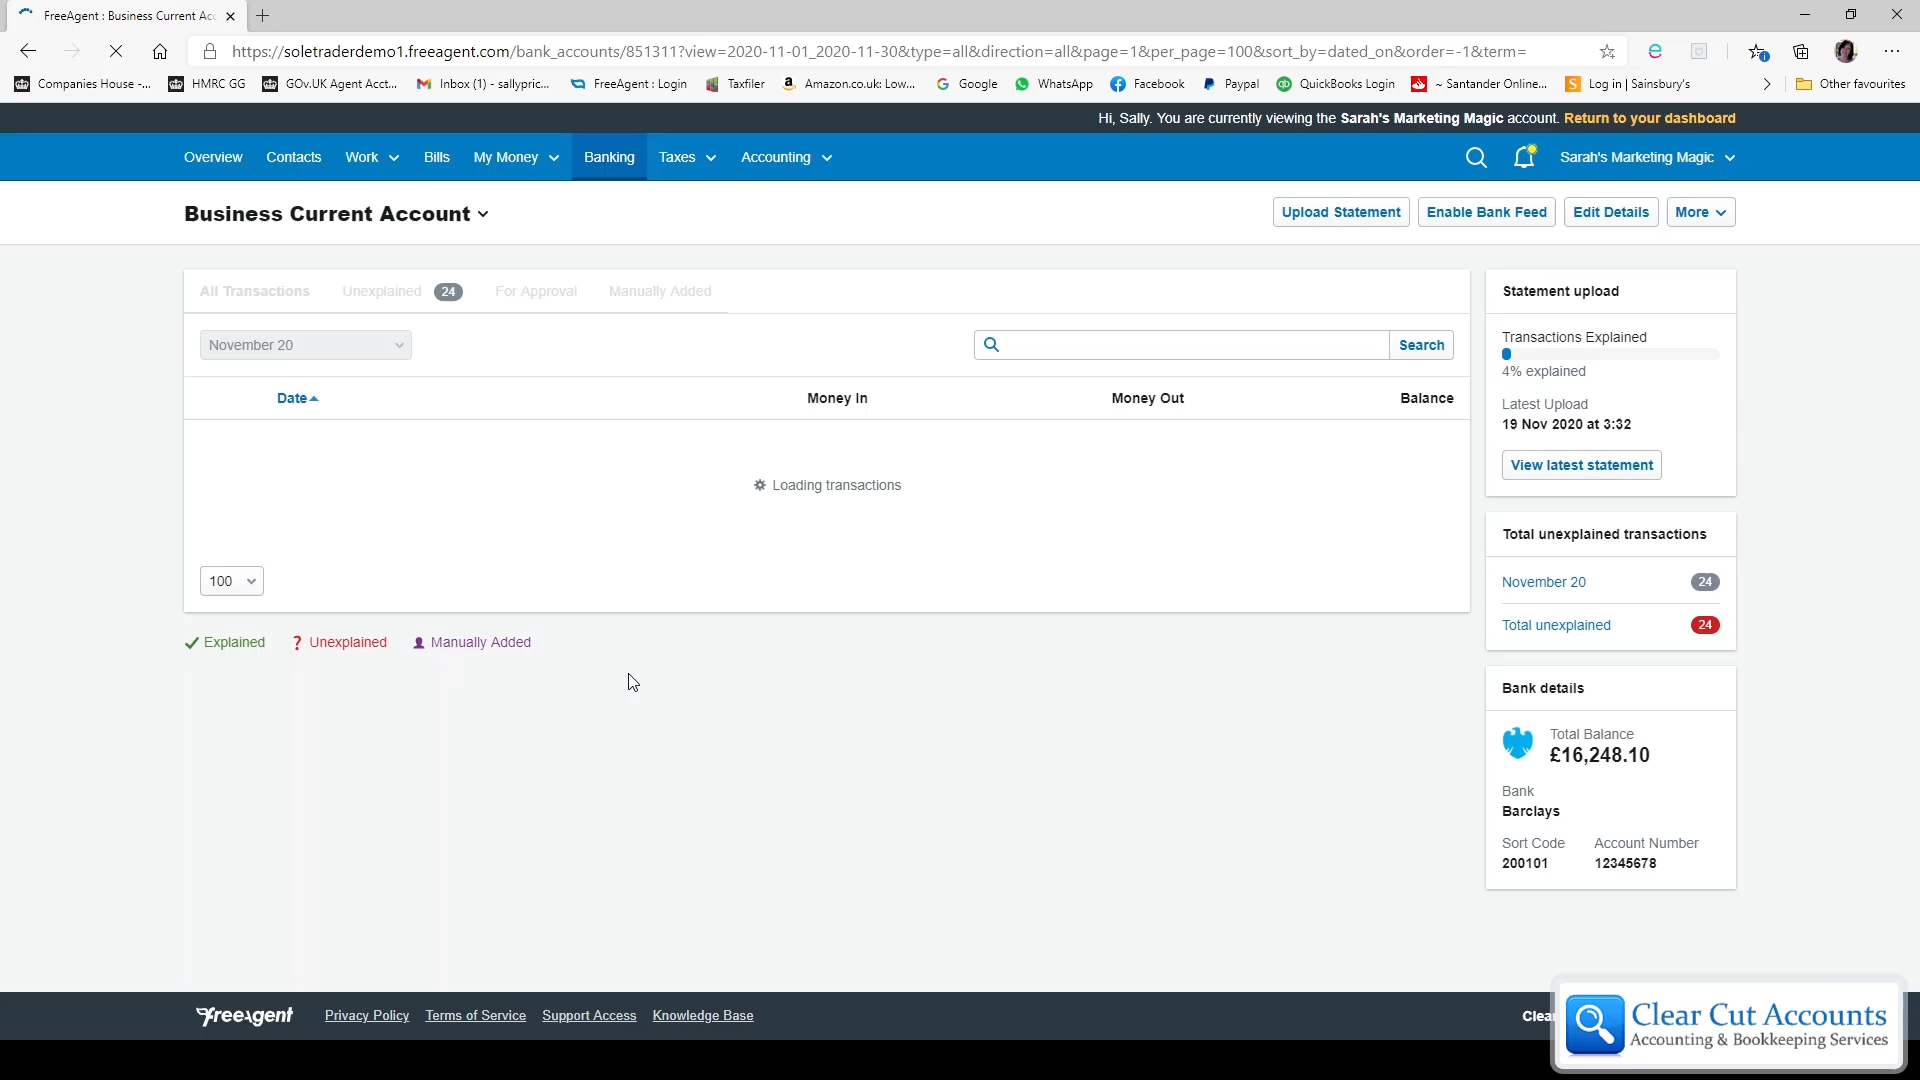 FreeAgent : Business Current Acc
https://soletraderdemo1.freeagent.com/bank_accounts/851311?view=2020-11-01_2020-11-30&type=all&direction=all&page=1&per_page=100&sort_by=dated_on&order=-1&term=
Companies House -... HMRC GG GOv.UK Agent Acct... Inbox (1) - sallypric... FreeAgent : Login Taxfiler Amazon.co.uk: Low... Google WhatsApp Facebook Paypal QuickBooks Login ~ Santander Online... Log in | Sainsbury's Other favourites
Hi, Sally. You are currently viewing the Sarah's Marketing Magic account. Return to your dashboard
Overview Contacts Work Bills My Money Banking Taxes Accounting Sarah's Marketing Magic
Business Current Account Upload Statement Enable Bank Feed Edit Details More
All Transactions Unexplained 24 For Approval Manually Added
November 20 Search
Date Money In Money Out Balance
Loading transactions
100
Explained ? Unexplained Manually Added
Statement upload
Transactions Explained
4% explained
Latest Upload
19 Nov 2020 at 3:32
View latest statement
Total unexplained transactions
November 20 24
Total unexplained 24
Bank details
Total Balance
£16,248.10
Bank
Barclays
Sort Code Account Number
200101 12345678
freeagent Privacy Policy Terms of Service Support Access Knowledge Base Clear
Clear Cut Accounts
Accounting & Bookkeeping Services